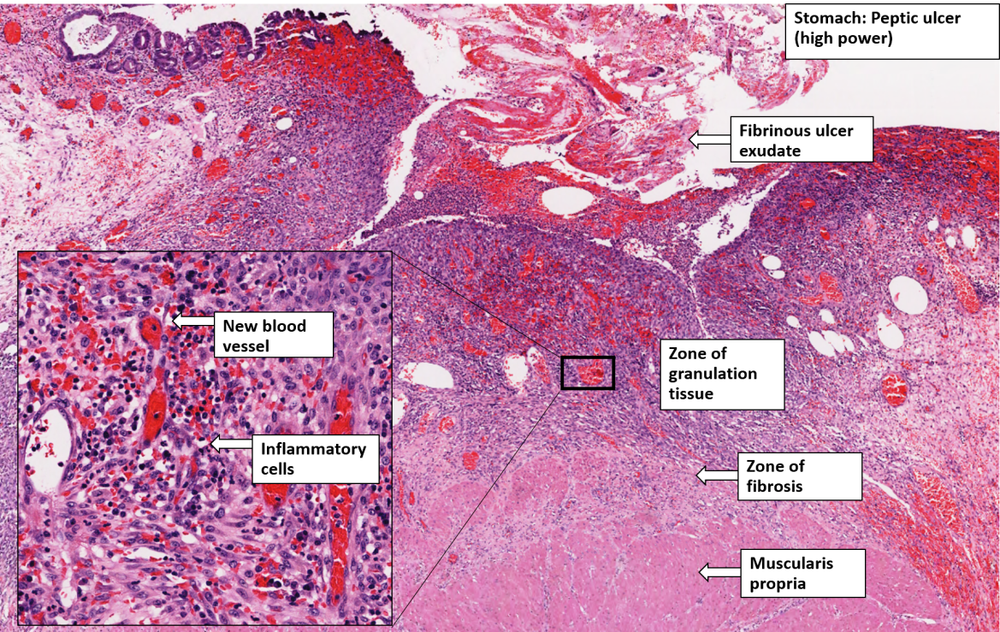 Stomach: Peptic ulcer
(high power)
Fibrinous ulcer
exudate
New blood
vessel
Zone of
granulation
tissue
Inflammatory
cells
Zone of
fibrosis
Muscularis
propria